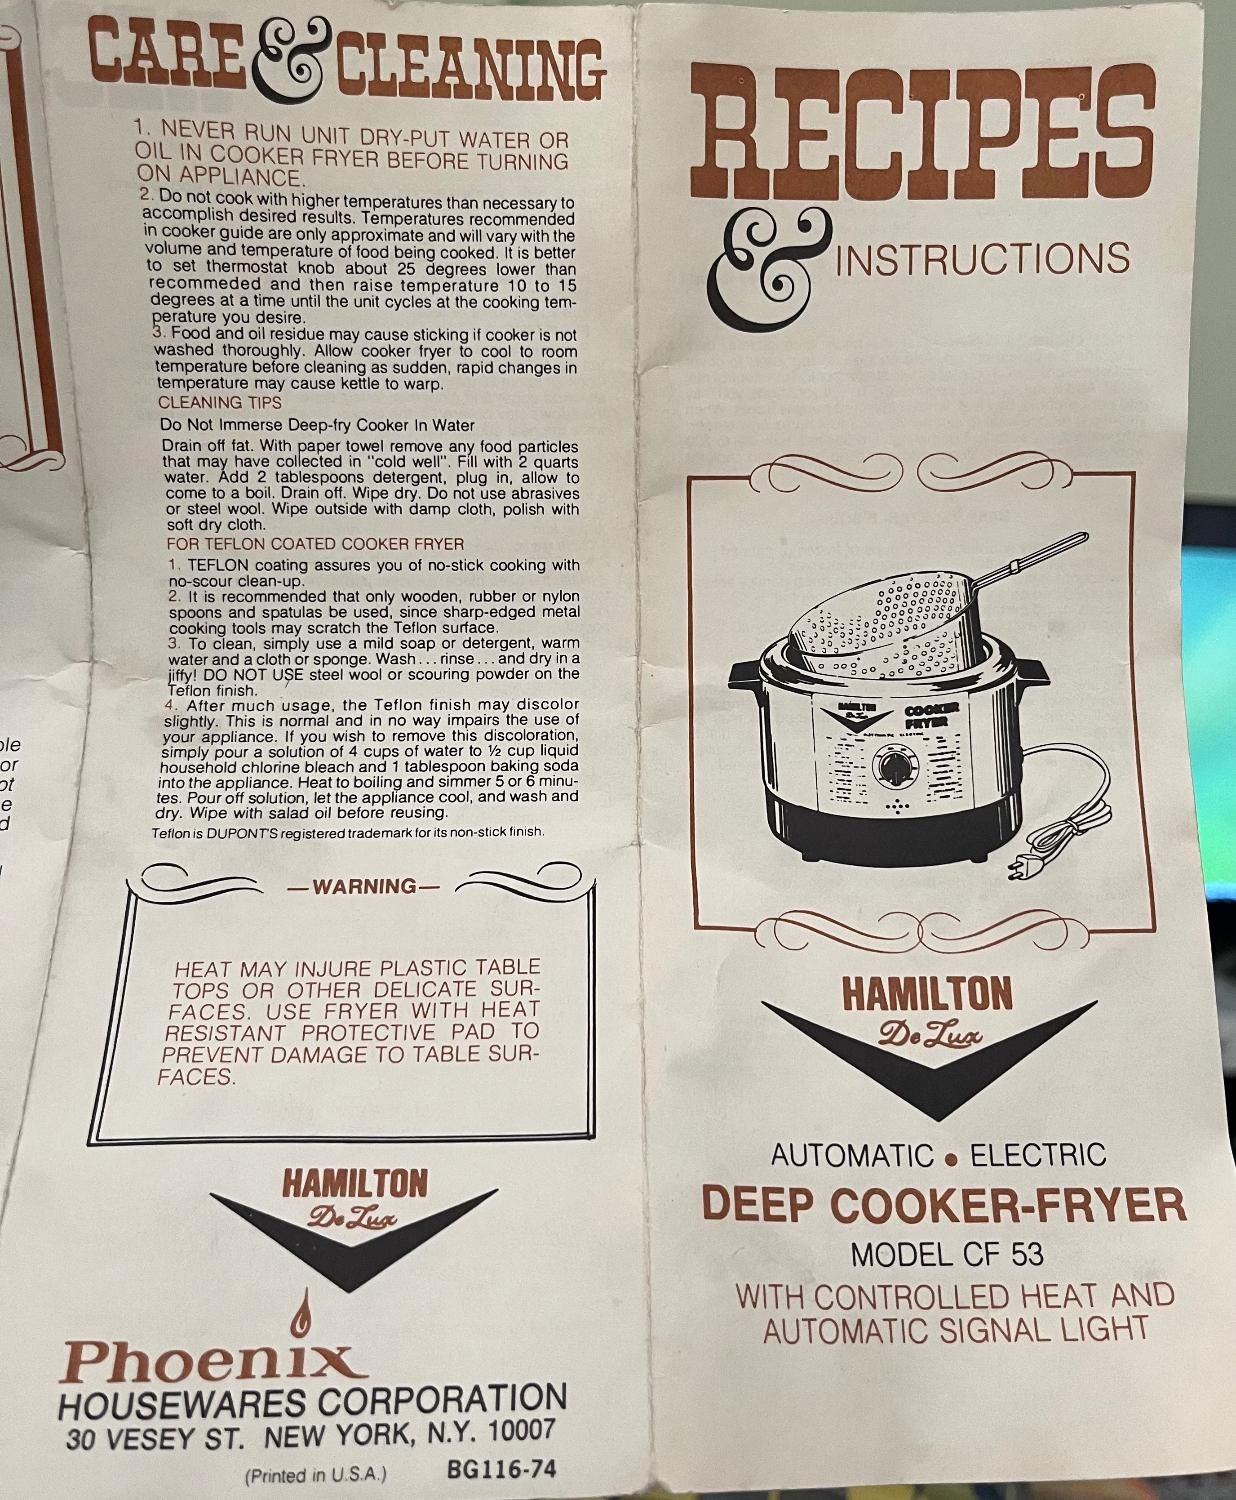 CARE & CLEANING
1. NEVER RUN UNIT DRY-PUT WATER OR
OIL IN COOKER FRYER BEFORE TURNING
ON APPLIANCE.
2. Do not cook with higher temperatures than necessary to
accomplish desired results. Temperatures recommended
in cooker guide are only approximate and will vary with the
volume and temperature of food being cooked. It is better
to set thermostat knob about 25 degrees lower than
recommeded and then raise temperature 10 to 15
degrees at a time until the unit cycles at the cooking tem-
perature you desire.
3. Food and oil residue may cause sticking if cooker is not
washed thoroughly. Allow cooker fryer to cool to room
temperature before cleaning as sudden, rapid changes in
temperature may cause kettle to warp.
CLEANING TIPS
Do Not Immerse Deep-fry Cooker In Water
Drain off fat. With paper towel remove any food particles
that may have collected in "cold well". Fill with 2 quarts
water. Add 2 tablespoons detergent, plug in, allow to
come to a boil. Drain off. Wipe dry. Do not use abrasives
or steel wool. Wipe outside with damp cloth, polish with
soft dry cloth.
FOR TEFLON COATED COOKER FRYER
1. TEFLON coating assures you of no-stick cooking with
no-scour clean-up.
2. It is recommended that only wooden, rubber or nylon
spoons and spatulas be used, since sharp-edged metal
cooking tools may scratch the Teflon surface.
3. To clean, simply use a mild soap or detergent, warm
water and a cloth or sponge. Wash...rinse...and dry in a
jiffy! DO NOT USE steel wool or scouring powder on the
Teflon finish.
4. After much usage, the Teflon finish may discolor
slightly. This is normal and in no way impairs the use of
your appliance. If you wish to remove this discoloration,
simply pour a solution of 4 cups of water to ½ cup liquid
household chlorine bleach and 1 tablespoon baking soda
into the appliance. Heat to boiling and simmer 5 or 6 minu-
tes. Pour off solution, let the appliance cool, and wash and
dry. Wipe with salad oil before reusing.
Teflon is DUPONT'S registered trademark for its non-stick finish.
—WARNING—
HEAT MAY INJURE PLASTIC TABLE
TOPS OR OTHER DELICATE SUR-
FACES. USE FRYER WITH HEAT
RESISTANT PROTECTIVE PAD TO
PREVENT DAMAGE TO TABLE SUR-
FACES.
HAMILTON
De Lux
Phoenix
HOUSEWARES CORPORATION
30 VESEY ST. NEW YORK, N.Y. 10007
(Printed in U.S.A.) BG116-74
RECIPES
& INSTRUCTIONS
HAMILTON
De Lux
COOKER
FRYER
HAMILTON
De Lux
AUTOMATIC • ELECTRIC
DEEP COOKER-FRYER
MODEL CF 53
WITH CONTROLLED HEAT AND
AUTOMATIC SIGNAL LIGHT